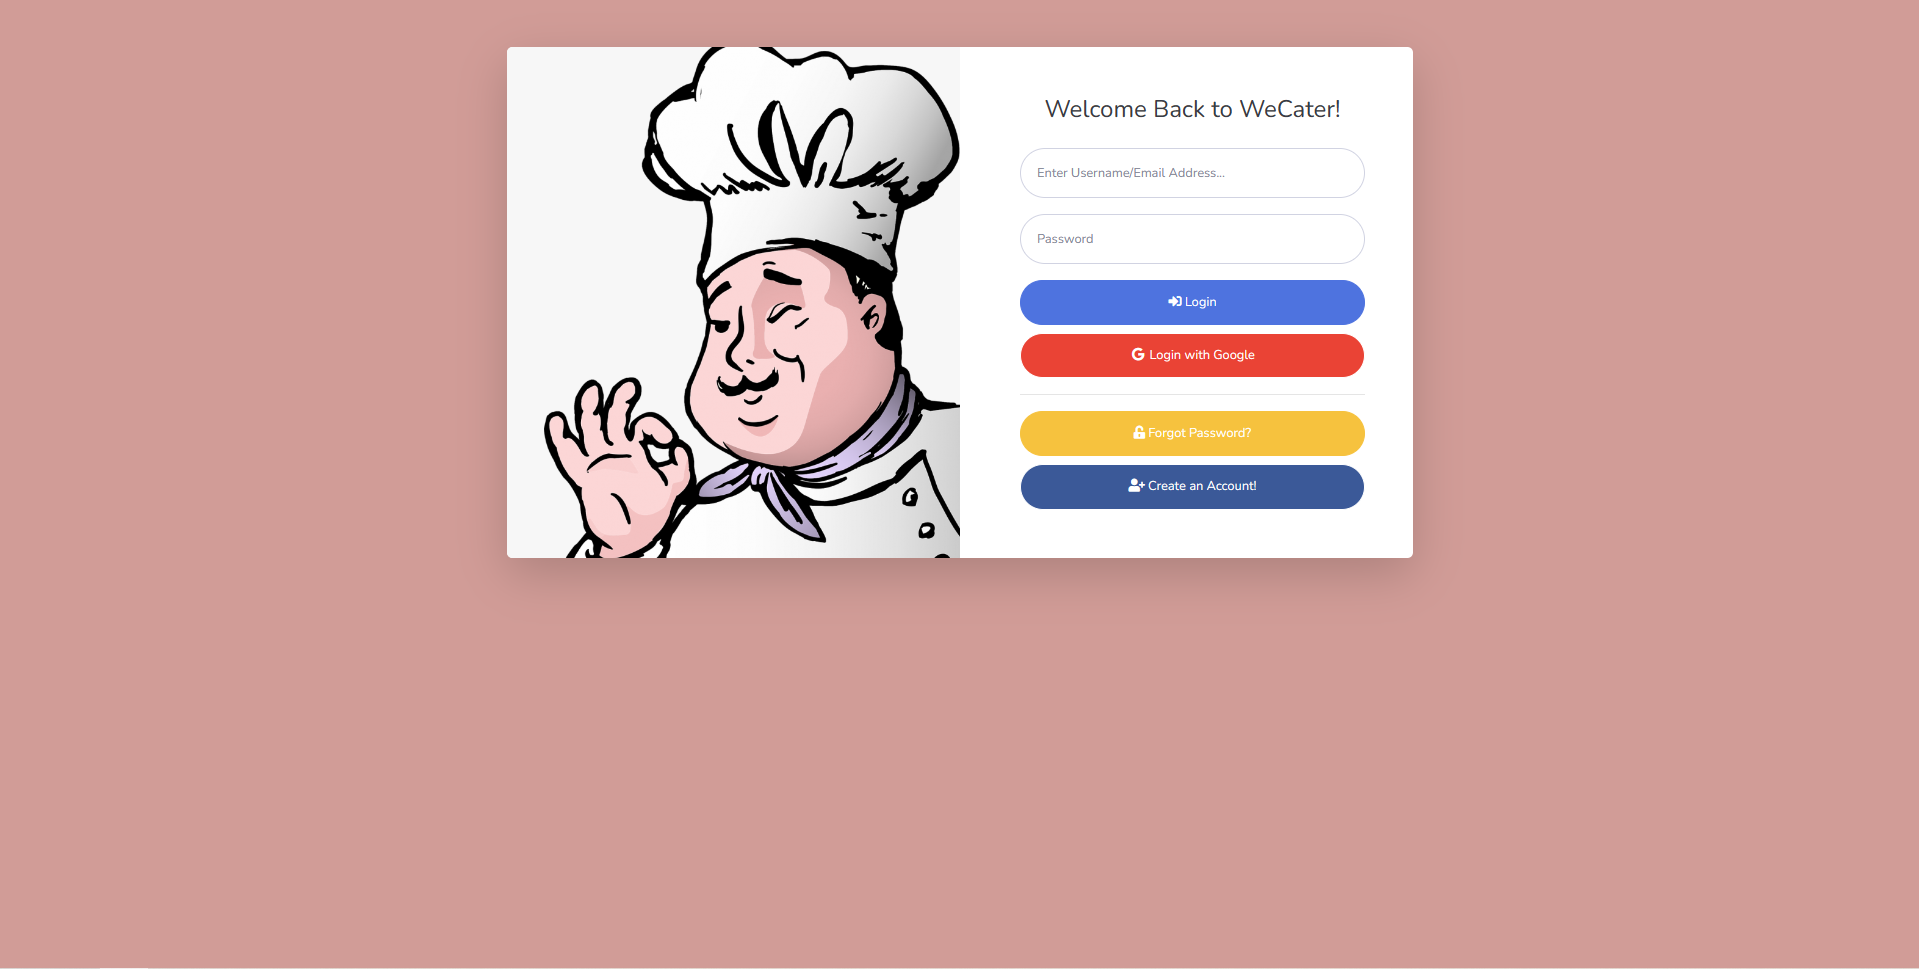 Welcome Back to WeCater!
Enter Username/Email Address...
Password
Login
Login with Google
Forgot Password?
Create an Account!